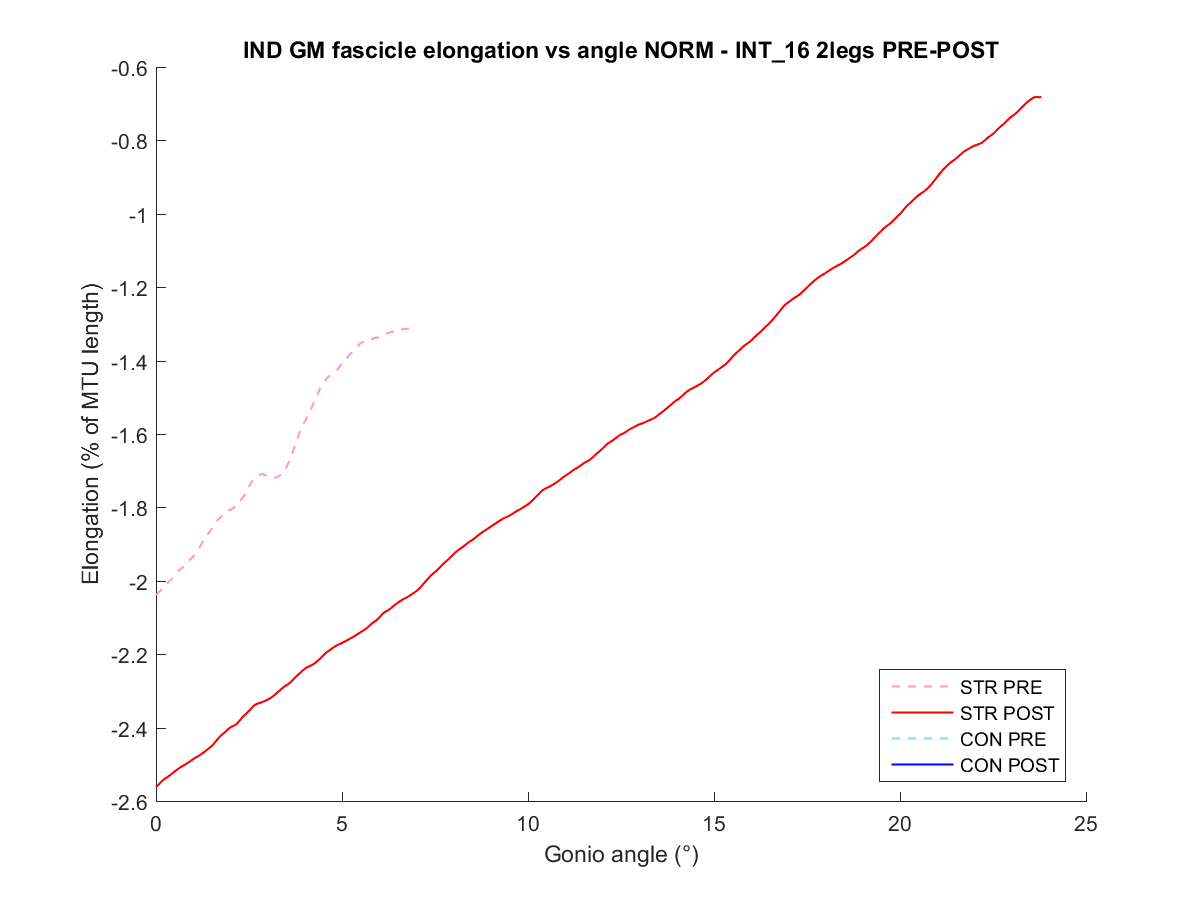 IND GM fascicle elongation vs angle NORM - INT_16 2legs PRE-POST
-0.6
-0.8
-1
-1.2
-1.4
-1.6
-1.8
-2
-2.2
-2.4
-2.6
Elongation (% of MTU length)
0 5 10 15 20 25
Gonio angle (°)
STR PRE
STR POST
CON PRE
CON POST